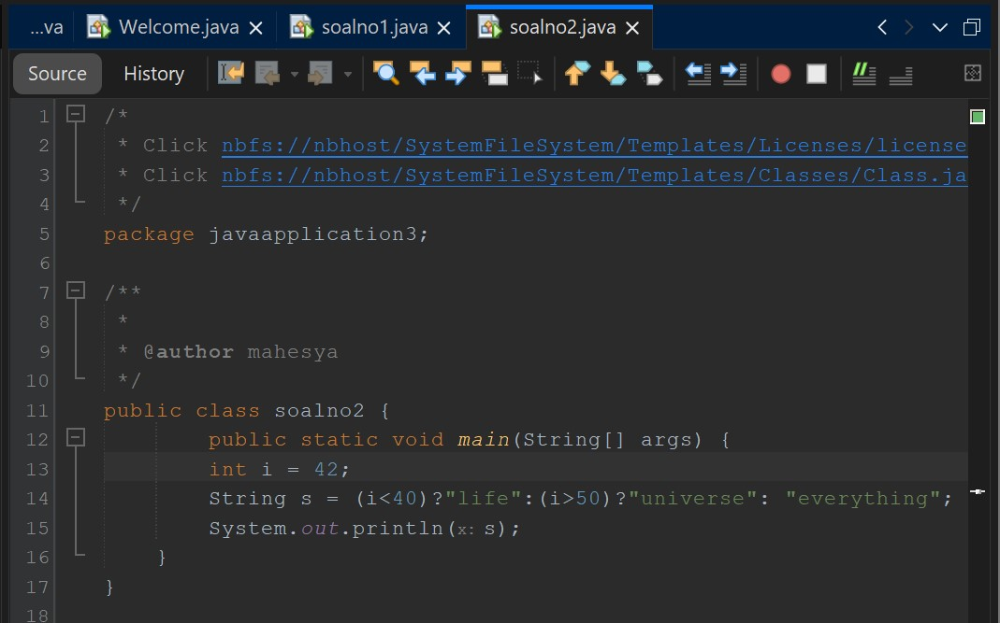 ...va Welcome.java soalno1.java soalno2.java
Source History
1 /*
2 * Click nbfs://nbhost/SystemFileSystem/Templates/Licenses/license
3 * Click nbfs://nbhost/SystemFileSystem/Templates/Classes/Class.ja
4 */
5 package javaapplication3;
6
7 /**
8 *
9 * @author mahesya
10 */
11 public class soalno2 {
12 public static void main(String[] args) {
13 int i = 42;
14 String s = (i<40)?"life":(i>50)?"universe": "everything";
15 System.out.println(x: s);
16 }
17 }
18